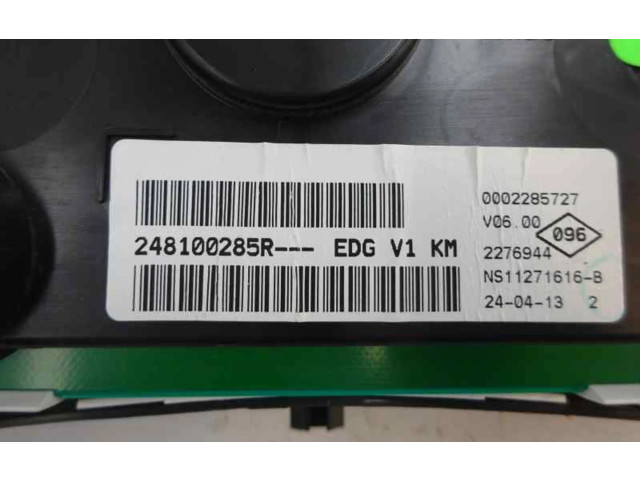 248100285R--- EDG V1 KM
0002285727
V06.00
096
2276944
NS11271616-B
24-04-13 2